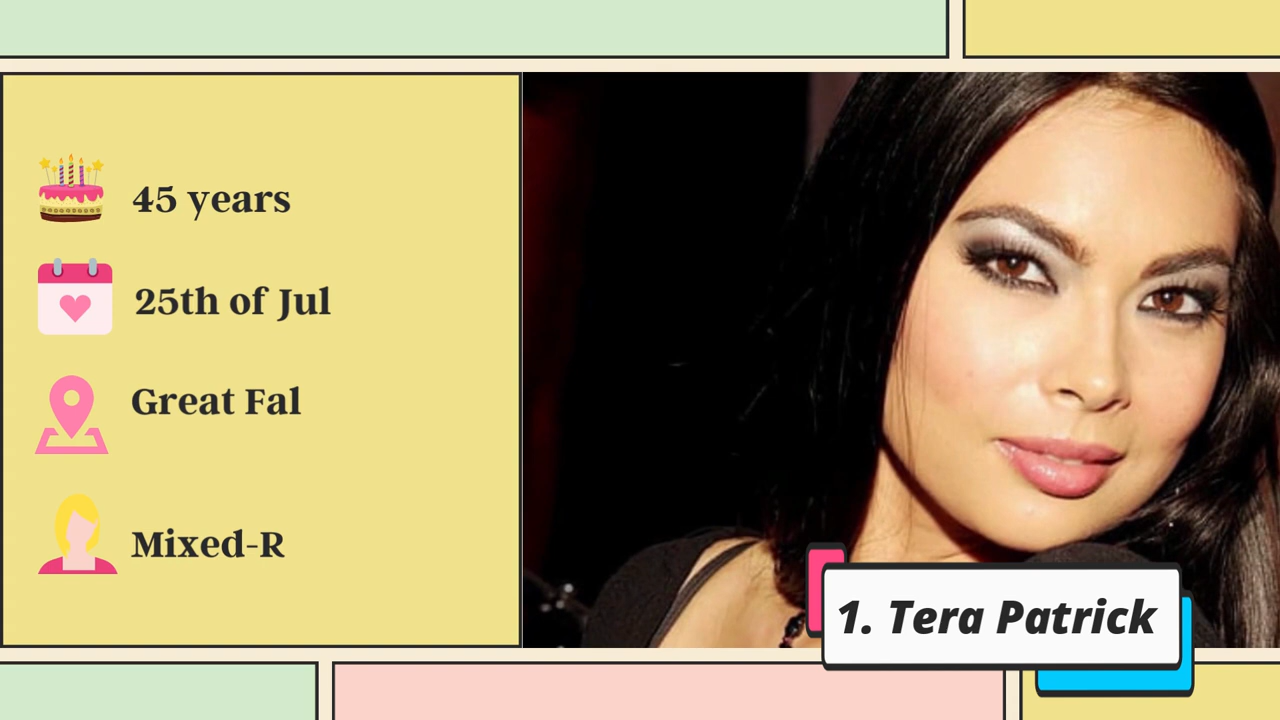 45 years
25th of Jul
Great Fal
Mixed-R
1. Tera Patrick